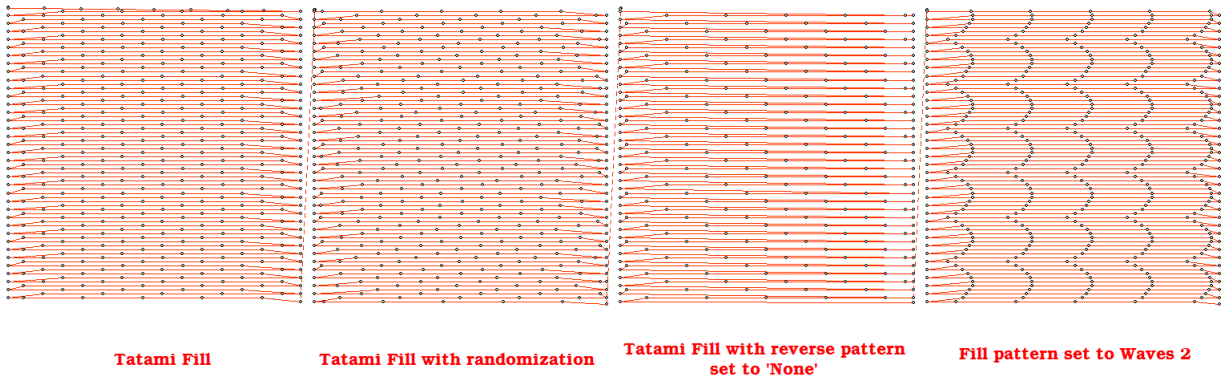 Tatami Fill
Tatami Fill with randomization
Tatami Fill with reverse pattern
set to 'None'
Fill pattern set to Waves 2